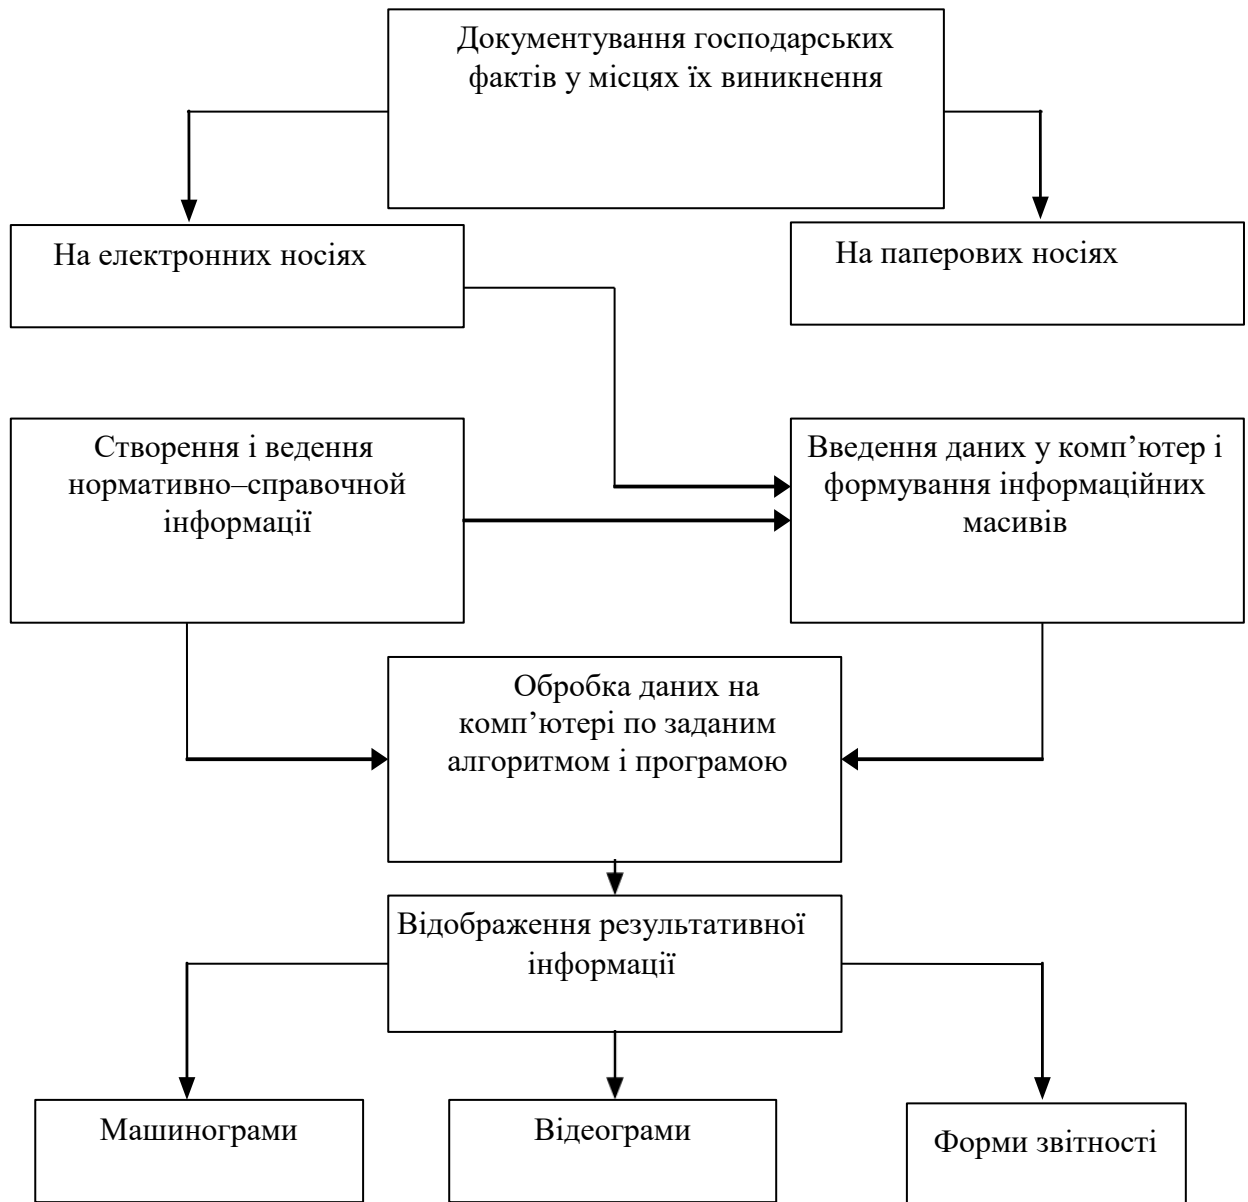 Документування господарських
фактів у місцях їх виникнення
На електронних носіях
На паперових носіях
Створення і ведення
нормативно–справочной
інформації
Введення даних у комп’ютер і
формування інформаційних
масивів
Обробка даних на
комп’ютері по заданим
алгоритмом і програмою
Відображення результативної
інформації
Машинограми
Відеограми
Форми звітності